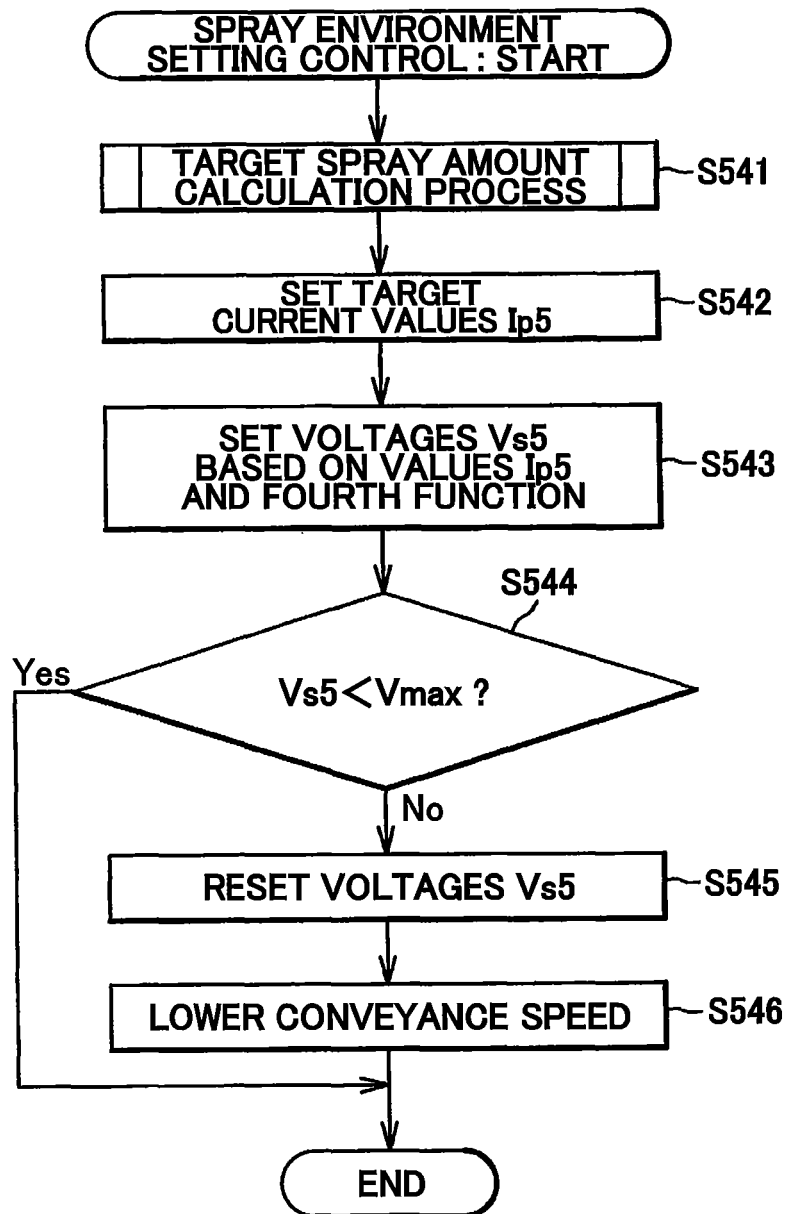 SPRAY ENVIRONMENT
SETTING CONTROL : START
TARGET SPRAY AMOUNT
CALCULATION PROCESS
S541
SET TARGET
CURRENT VALUES Ip5
S542
SET VOLTAGES Vs5
BASED ON VALUES Ip5
AND FOURTH FUNCTION
S543
S544
Yes
Vs5<Vmax ?
No
RESET VOLTAGES Vs5
S545
LOWER CONVEYANCE SPEED
S546
END